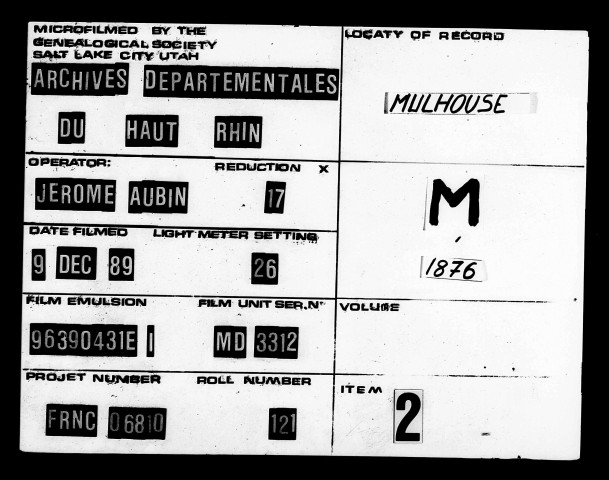 MICROFILMED BY THE
GENEALOGICAL SOCIETY
SALT LAKE CITY UTAH
ARCHIVES DEPARTEMENTALES
DU HAUT RHIN
OPERATOR: REDUCTION X
JEROME AUBIN 17
DATE FILMED LIGHT METER SETTING
9 DEC 89 26
FILM EMULSION FILM UNIT SER.N°
96390431E I MD 3312
PROJET NUMBER ROLL NUMBER
FRNC 06810 121
LOCATY OF RECORD
MULHOUSE
M
1876
VOLUME
ITEM
2